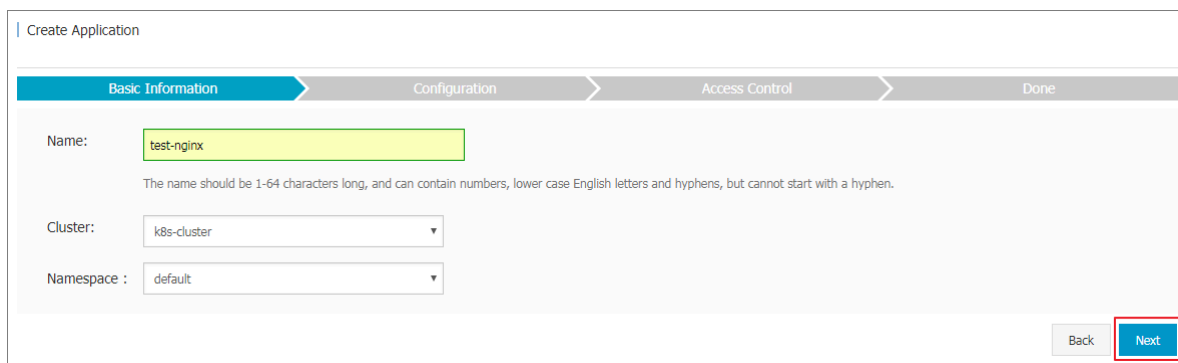 Create Application
Basic Information
Configuration
Access Control
Done
Name:
test-nginx
The name should be 1-64 characters long, and can contain numbers, lower case English letters and hyphens, but cannot start with a hyphen.
Cluster:
k8s-cluster
Namespace :
default
Back
Next